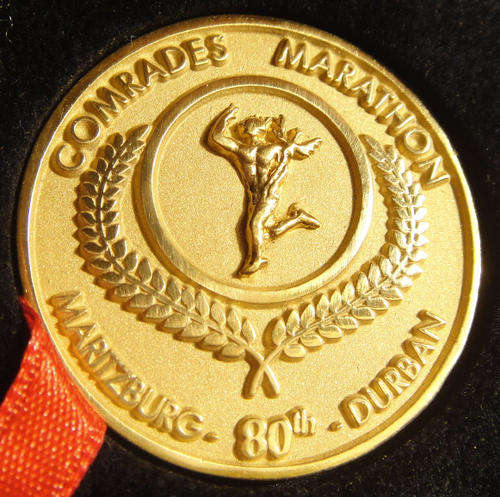 COMRADES MARATHON
MARITZBURG - 80th - DURBAN